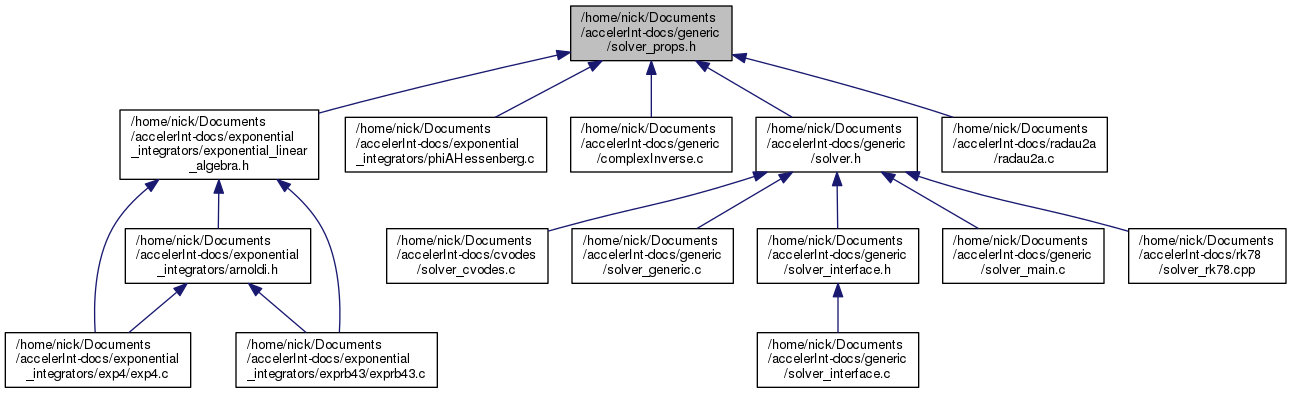 /home/nick/Documents
/accelerInt-docs/generic
/solver_props.h
/home/nick/Documents
/accelerInt-docs/exponential
_integrators/exponential_linear
_algebra.h
/home/nick/Documents
/accelerInt-docs/exponential
_integrators/phiAHessenberg.c
/home/nick/Documents
/accelerInt-docs/generic
/complexInverse.c
/home/nick/Documents
/accelerInt-docs/generic
/solver.h
/home/nick/Documents
/accelerInt-docs/radau2a
/radau2a.c
/home/nick/Documents
/accelerInt-docs/exponential
_integrators/arnoldi.h
/home/nick/Documents
/accelerInt-docs/cvodes
/solver_cvodes.c
/home/nick/Documents
/accelerInt-docs/generic
/solver_generic.c
/home/nick/Documents
/accelerInt-docs/generic
/solver_interface.h
/home/nick/Documents
/accelerInt-docs/generic
/solver_main.c
/home/nick/Documents
/accelerInt-docs/rk78
/solver_rk78.cpp
/home/nick/Documents
/accelerInt-docs/exponential
_integrators/exp4/exp4.c
/home/nick/Documents
/accelerInt-docs/exponential
_integrators/exprb43/exprb43.c
/home/nick/Documents
/accelerInt-docs/generic
/solver_interface.c